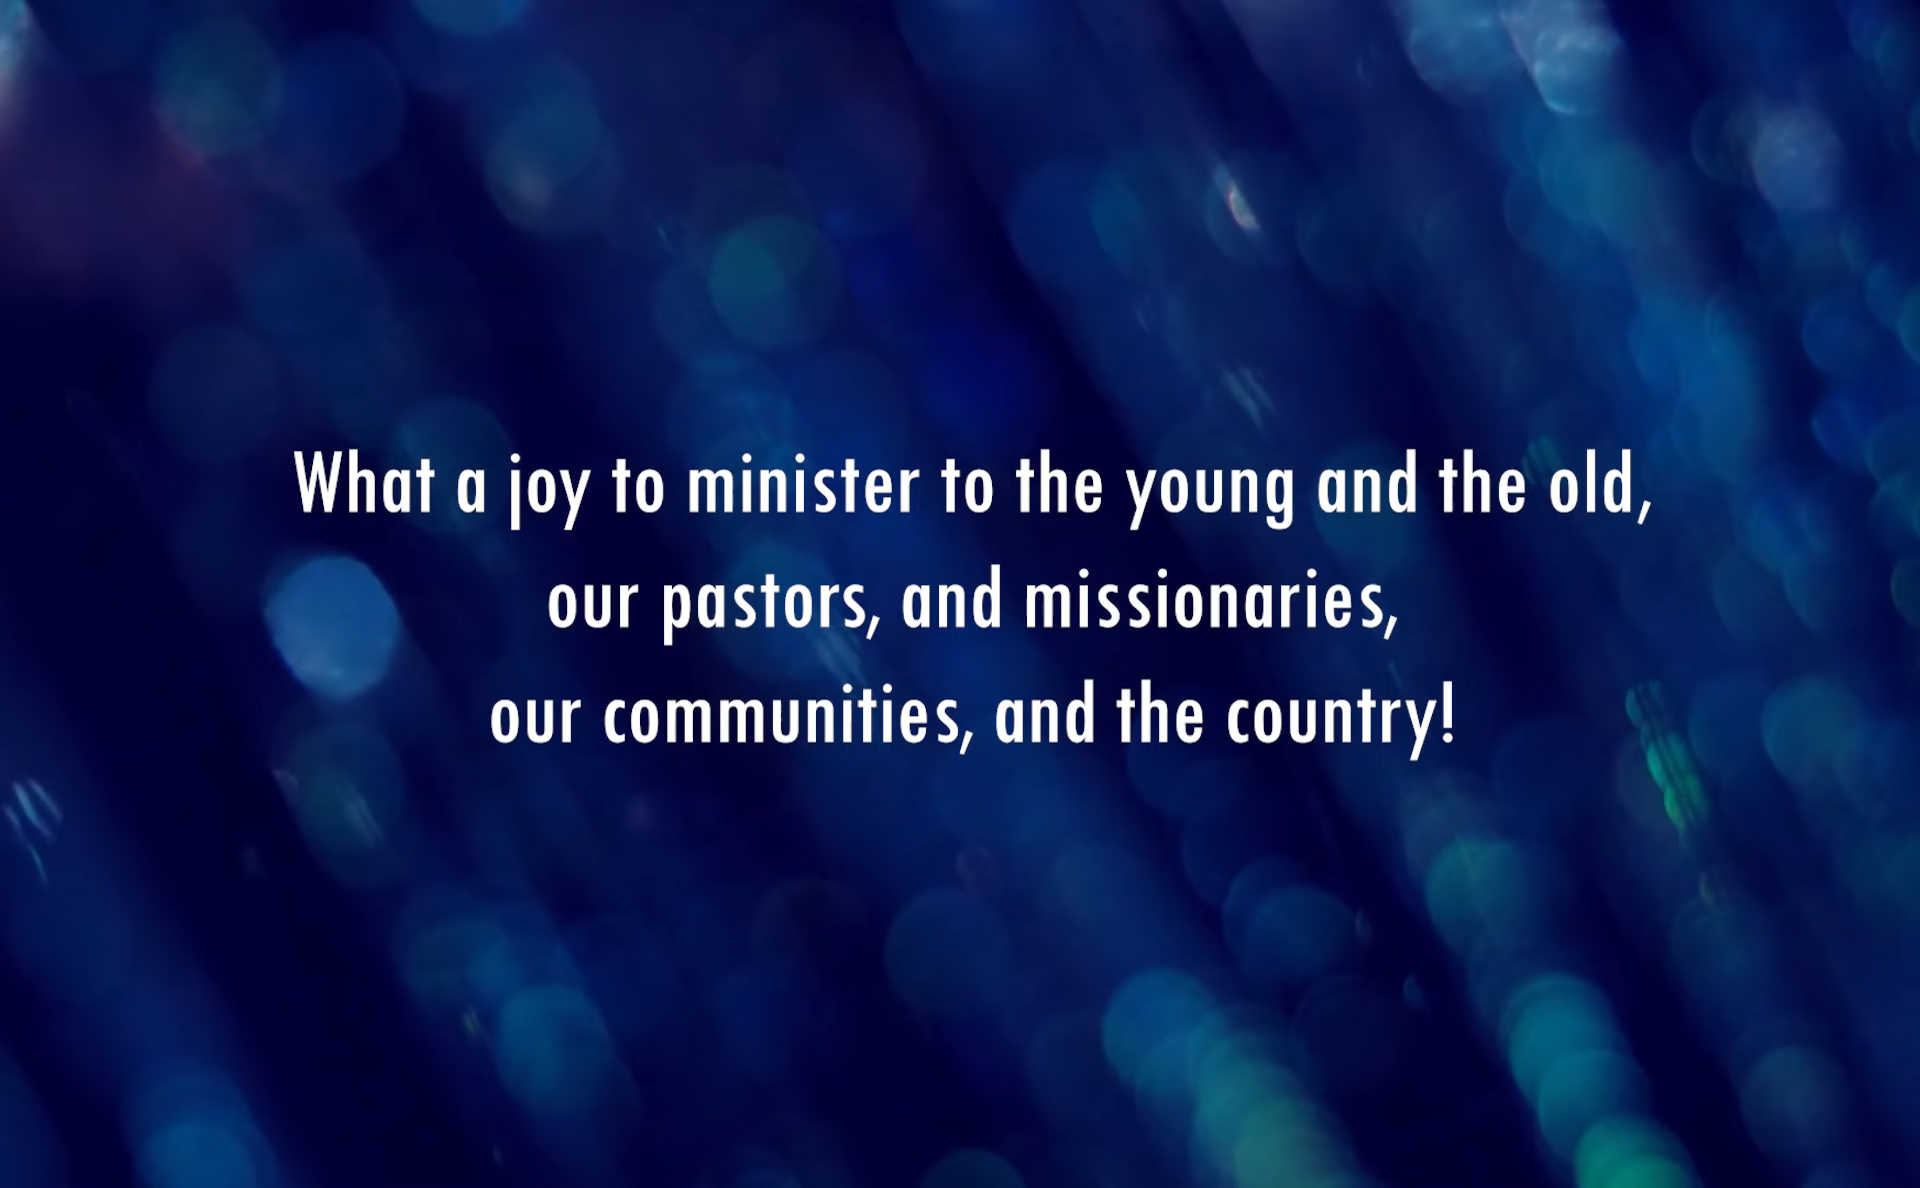 What a joy to minister to the young and the old,
our pastors, and missionaries,
our communities, and the country!